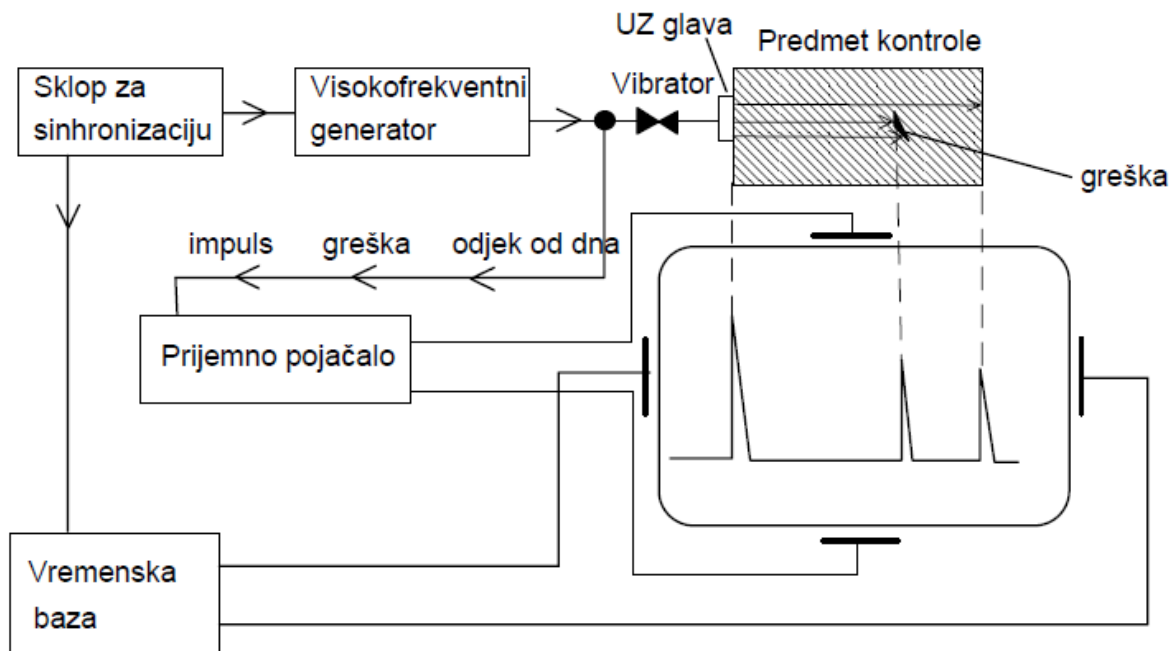 UZ glava
Predmet kontrole
Sklop za
sinhronizaciju
Visokofrekventni
generator
Vibrator
greška
impuls
greška
odjek od dna
Prijemno pojačalo
Vremenska
baza